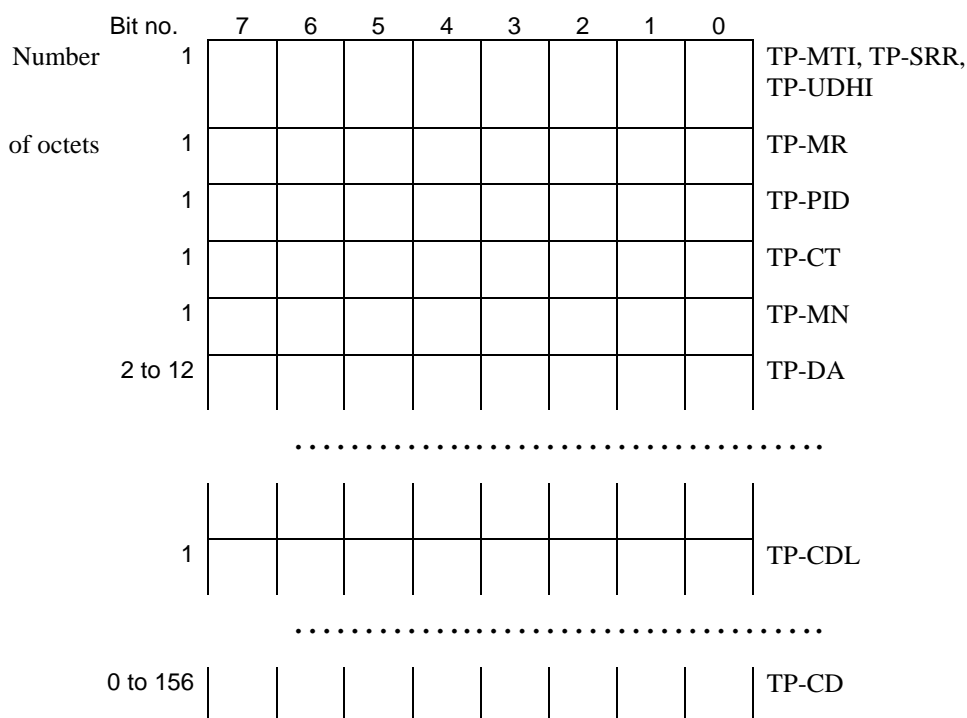 Bit no. 7 6 5 4 3 2 1 0
Number 1 TP-MTI, TP-SRR,
TP-UDHI
of octets 1 TP-MR
1 TP-PID
1 TP-CT
1 TP-MN
2 to 12 TP-DA
1 TP-CDL
0 to 156 TP-CD